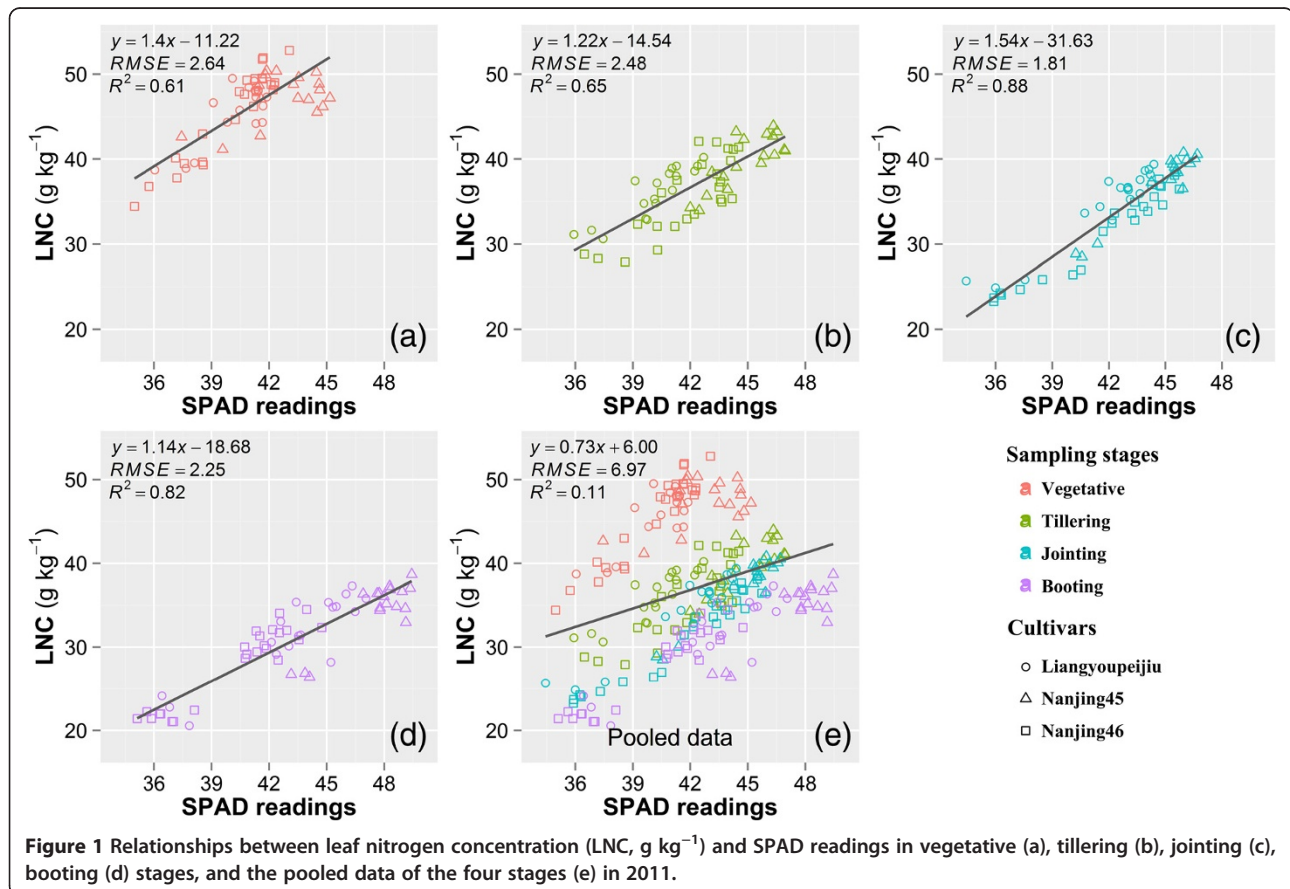 y = 1.4x − 11.22
RMSE = 2.64
R² = 0.61
50
40
30
20
LNC (g kg⁻¹)
(a)
36 39 42 45 48
SPAD readings
y = 1.22x − 14.54
RMSE = 2.48
R² = 0.65
50
40
30
20
LNC (g kg⁻¹)
(b)
36 39 42 45 48
SPAD readings
y = 1.54x − 31.63
RMSE = 1.81
R² = 0.88
50
40
30
20
LNC (g kg⁻¹)
(c)
36 39 42 45 48
SPAD readings
y = 1.14x − 18.68
RMSE = 2.25
R² = 0.82
50
40
30
20
LNC (g kg⁻¹)
(d)
36 39 42 45 48
SPAD readings
y = 0.73x + 6.00
RMSE = 6.97
R² = 0.11
50
40
30
20
LNC (g kg⁻¹)
Pooled data
(e)
36 39 42 45 48
SPAD readings
Sampling stages
a Vegetative
a Tillering
a Jointing
a Booting
Cultivars
Liangyoupeijiu
Nanjing45
Nanjing46
Figure 1 Relationships between leaf nitrogen concentration (LNC, g kg⁻¹) and SPAD readings in vegetative (a), tillering (b), jointing (c),
booting (d) stages, and the pooled data of the four stages (e) in 2011.